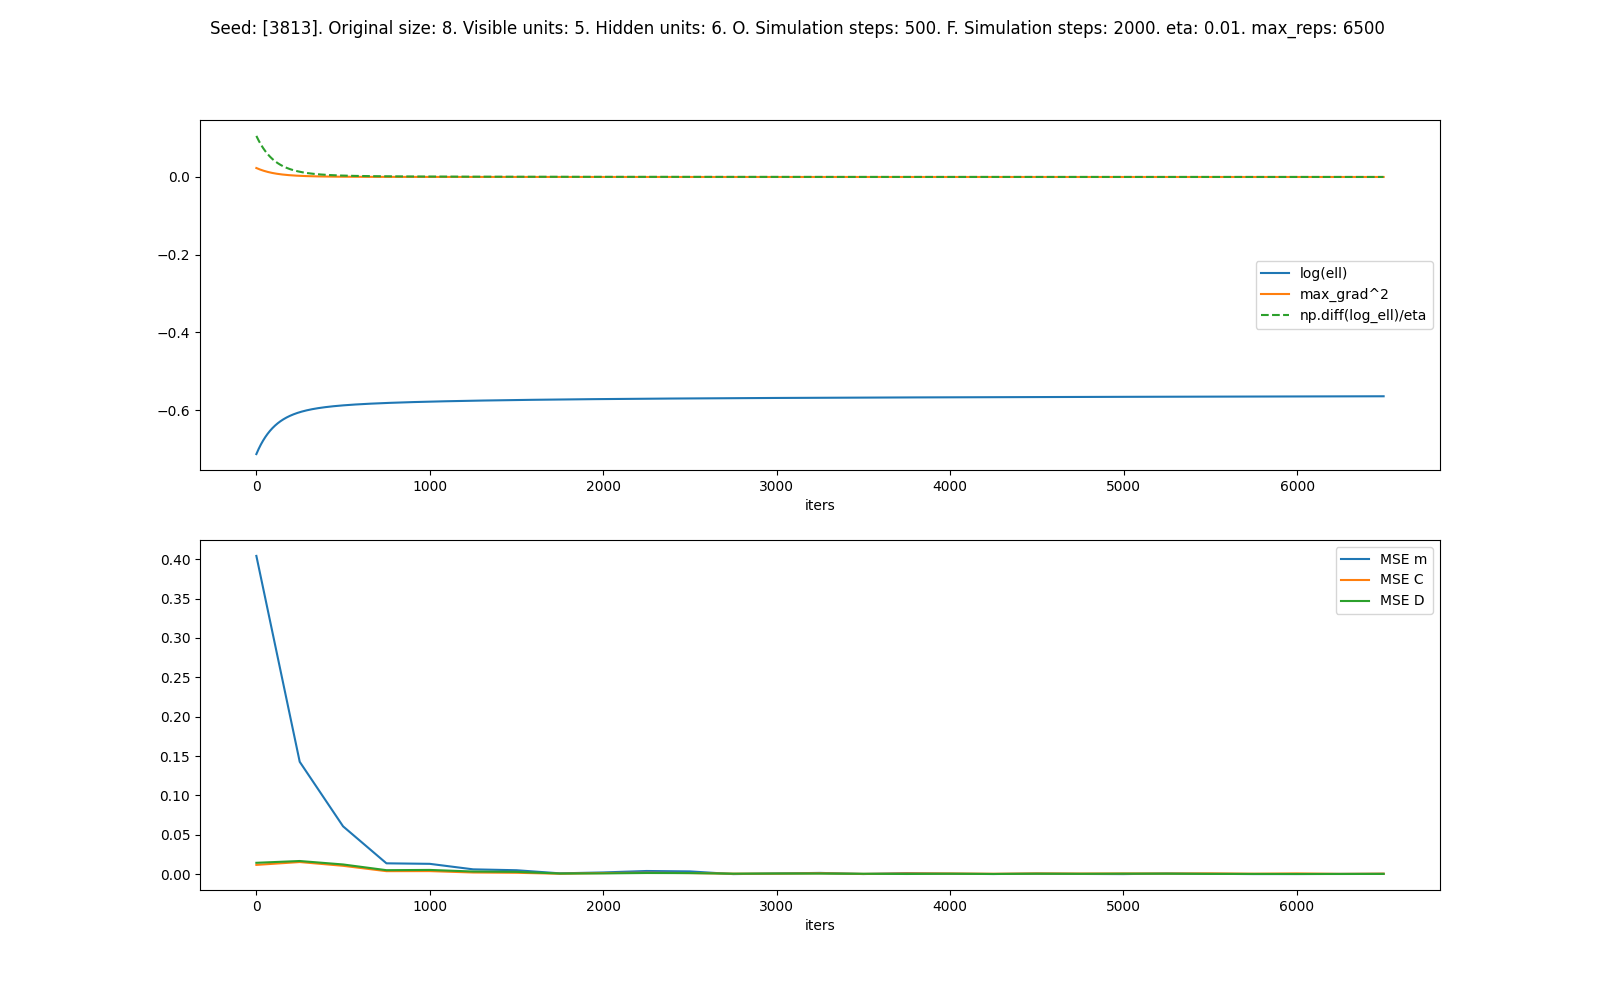 Seed: [3813]. Original size: 8. Visible units: 5. Hidden units: 6. O. Simulation steps: 500. F. Simulation steps: 2000. eta: 0.01. max_reps: 6500
0.0
−0.2
−0.4
−0.6
log(ell)
max_grad^2
np.diff(log_ell)/eta
0 1000 2000 3000 4000 5000 6000
iters
0.40
0.35
0.30
0.25
0.20
0.15
0.10
0.05
0.00
MSE m
MSE C
MSE D
0 1000 2000 3000 4000 5000 6000
iters